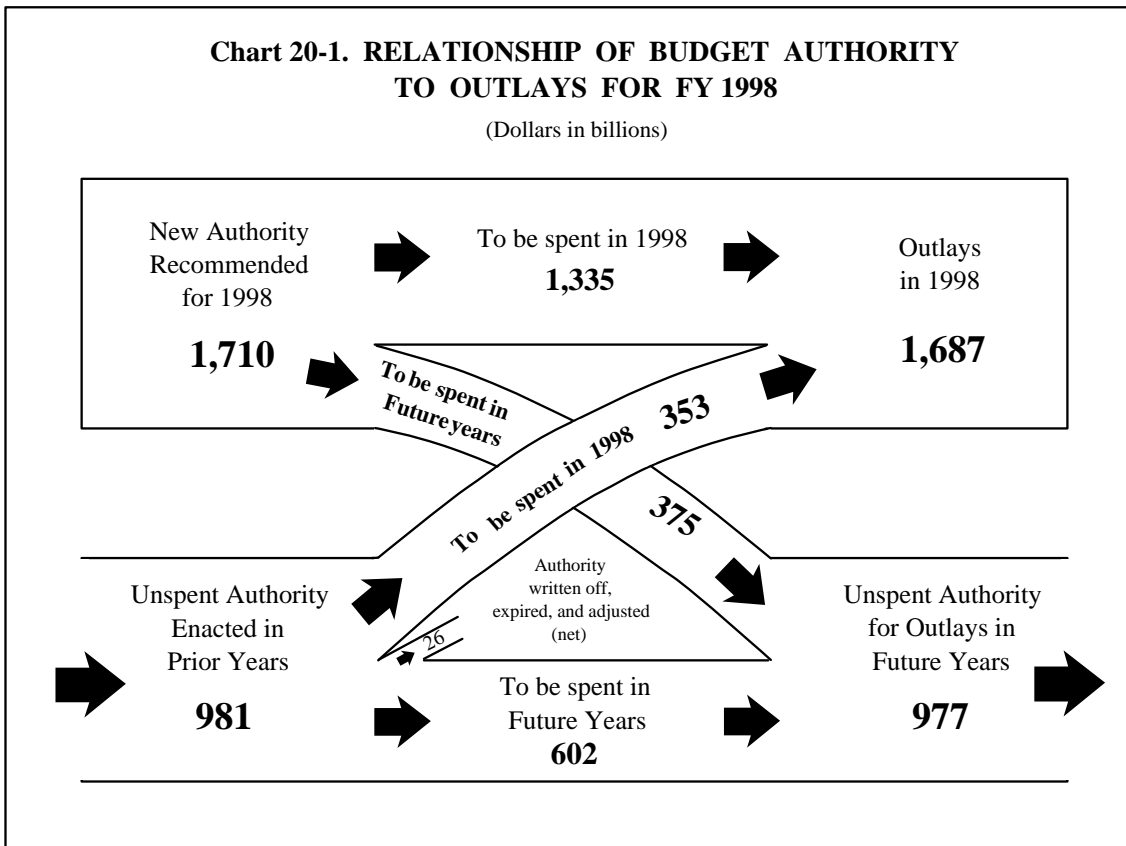 Chart 20-1. RELATIONSHIP OF BUDGET AUTHORITY
TO OUTLAYS FOR FY 1998
(Dollars in billions)
New Authority
Recommended
for 1998
1,710
To be spent in 1998
1,335
Outlays
in 1998
1,687
To be spent in
Future years
375
To be spent in 1998 353
Authority
written off,
expired, and adjusted
(net)
26
Unspent Authority
Enacted in
Prior Years
981
To be spent in
Future Years
602
Unspent Authority
for Outlays in
Future Years
977